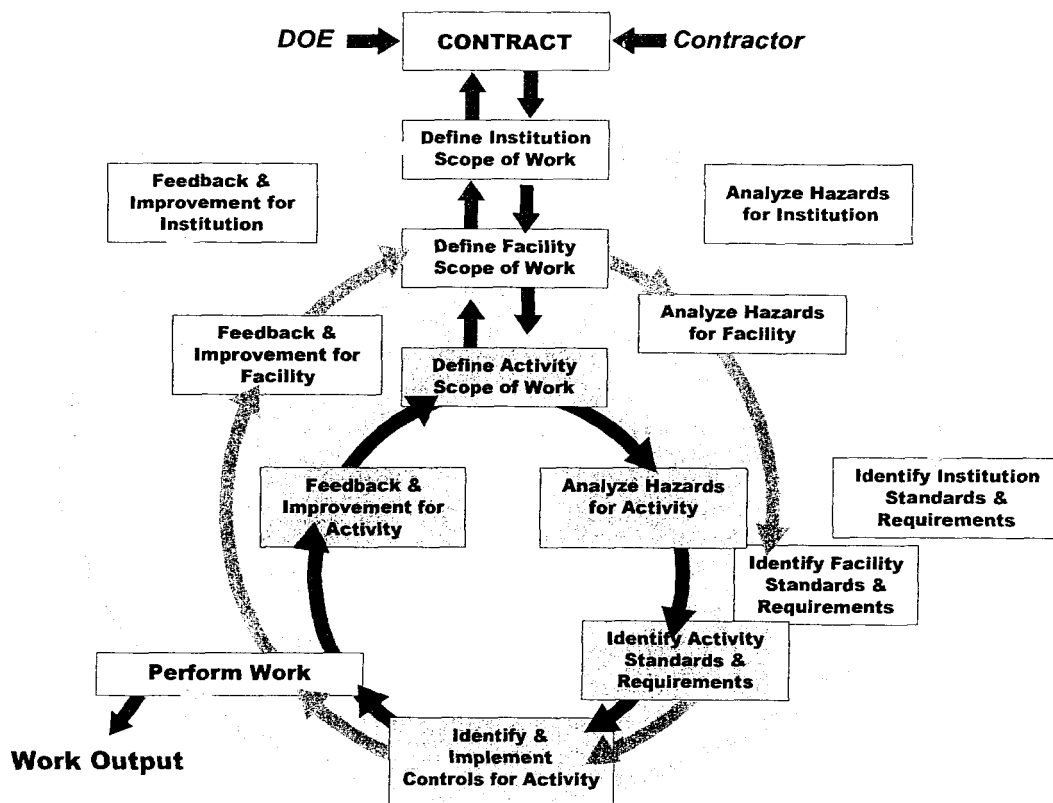 DOE
CONTRACT
Contractor
Define Institution
Scope of Work
Feedback &
Improvement for
Institution
Analyze Hazards
for Institution
Define Facility
Scope of Work
Feedback &
Improvement for
Facility
Analyze Hazards
for Facility
Define Activity
Scope of Work
Feedback &
Improvement for
Activity
Analyze Hazards
for Activity
Identify Institution
Standards &
Requirements
Identify Facility
Standards &
Requirements
Identify Activity
Standards &
Requirements
Perform Work
Work Output
Identify &
Implement
Controls for Activity